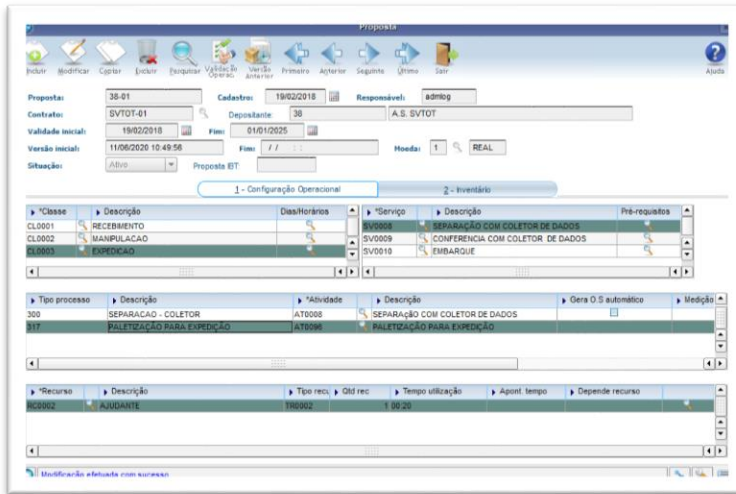 Proposta
Incluir Modificar Copiar Excluir Pesquisar Validação Operac. Versão Anterior Primeiro Anterior Seguinte Último Sair Ajuda
Proposta: 38-01 Cadastro: 19/02/2018 Responsável: admlog
Contrato: SVTOT-01 Depositante: 38 A.S. SVTOT
Validade inicial: 19/02/2018 Fim: 01/01/2025
Versão inicial: 11/06/2020 10:49:56 Fim: / / : : Moeda: 1 REAL
Situação: Ativo Proposta IBT:
1 - Configuração Operacional 2 - Inventário
*Classe Descrição Dias/Horários *Serviço Descrição Pré-requisitos
CL0001 RECEBIMENTO SV0008 SEPARAÇÃO COM COLETOR DE DADOS
CL0002 MANIPULACAO SV0009 CONFERENCIA COM COLETOR DE DADOS
CL0003 EXPEDICAO SV0010 EMBARQUE
Tipo processo Descrição *Atividade Descrição Gera O.S automático Medição
300 SEPARACAO - COLETOR AT0008 SEPARAÇÃO COM COLETOR DE DADOS
317 PALETIZAÇÃO PARA EXPEDIÇÃO AT0096 PALETIZAÇÃO PARA EXPEDIÇÃO
*Recurso Descrição Tipo recu Qtd rec Tempo utilização Apont. tempo Depende recurso
RC0002 AJUDANTE TR0002 1 00:20
Modificação efetuada com sucesso